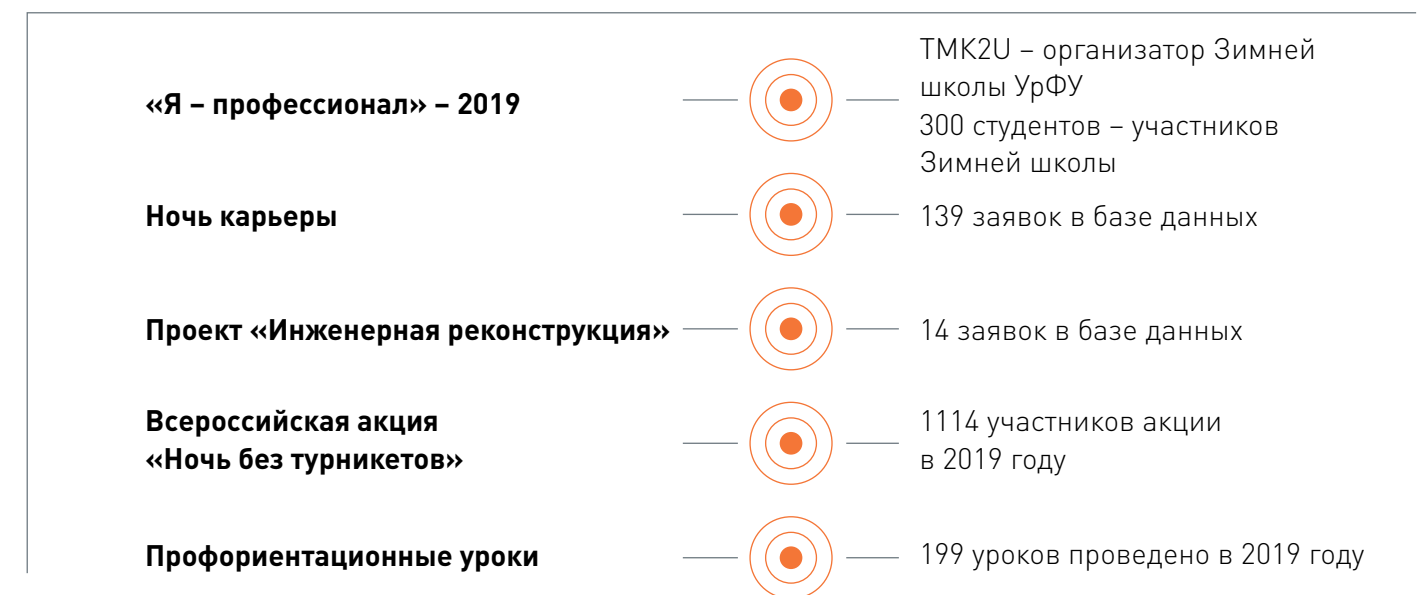 «Я – профессионал» – 2019
TMK2U – организатор Зимней
школы УрФУ
300 студентов – участников
Зимней школы
Ночь карьеры
139 заявок в базе данных
Проект «Инженерная реконструкция»
14 заявок в базе данных
Всероссийская акция
«Ночь без турникетов»
1114 участников акции
в 2019 году
Профориентационные уроки
199 уроков проведено в 2019 году